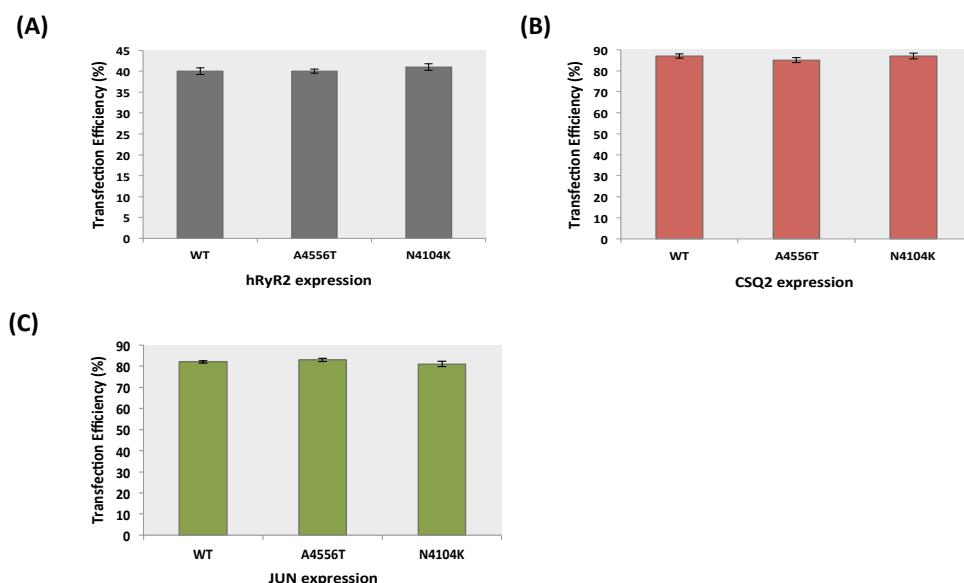 (A)
Transfection Efficiency (%)
45
40
35
30
25
20
15
10
5
0
WT A4556T N4104K
hRyR2 expression
(B)
Transfection Efficiency (%)
90
80
70
60
50
40
30
20
10
0
WT A4556T N4104K
CSQ2 expression
(C)
Transfection Efficiency (%)
90
80
70
60
50
40
30
20
10
0
WT A4556T N4104K
JUN expression